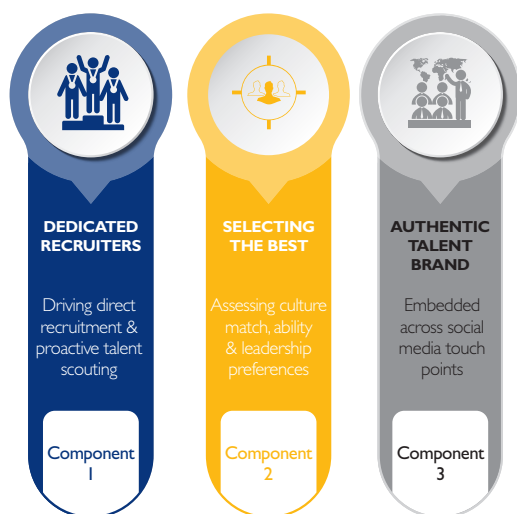 DEDICATED
RECRUITERS
Driving direct
recruitment &
proactive talent
scouting
Component
1
SELECTING
THE BEST
Assessing culture
match, ability
& leadership
preferences
Component
2
AUTHENTIC
TALENT
BRAND
Embedded
across social
media touch
points
Component
3